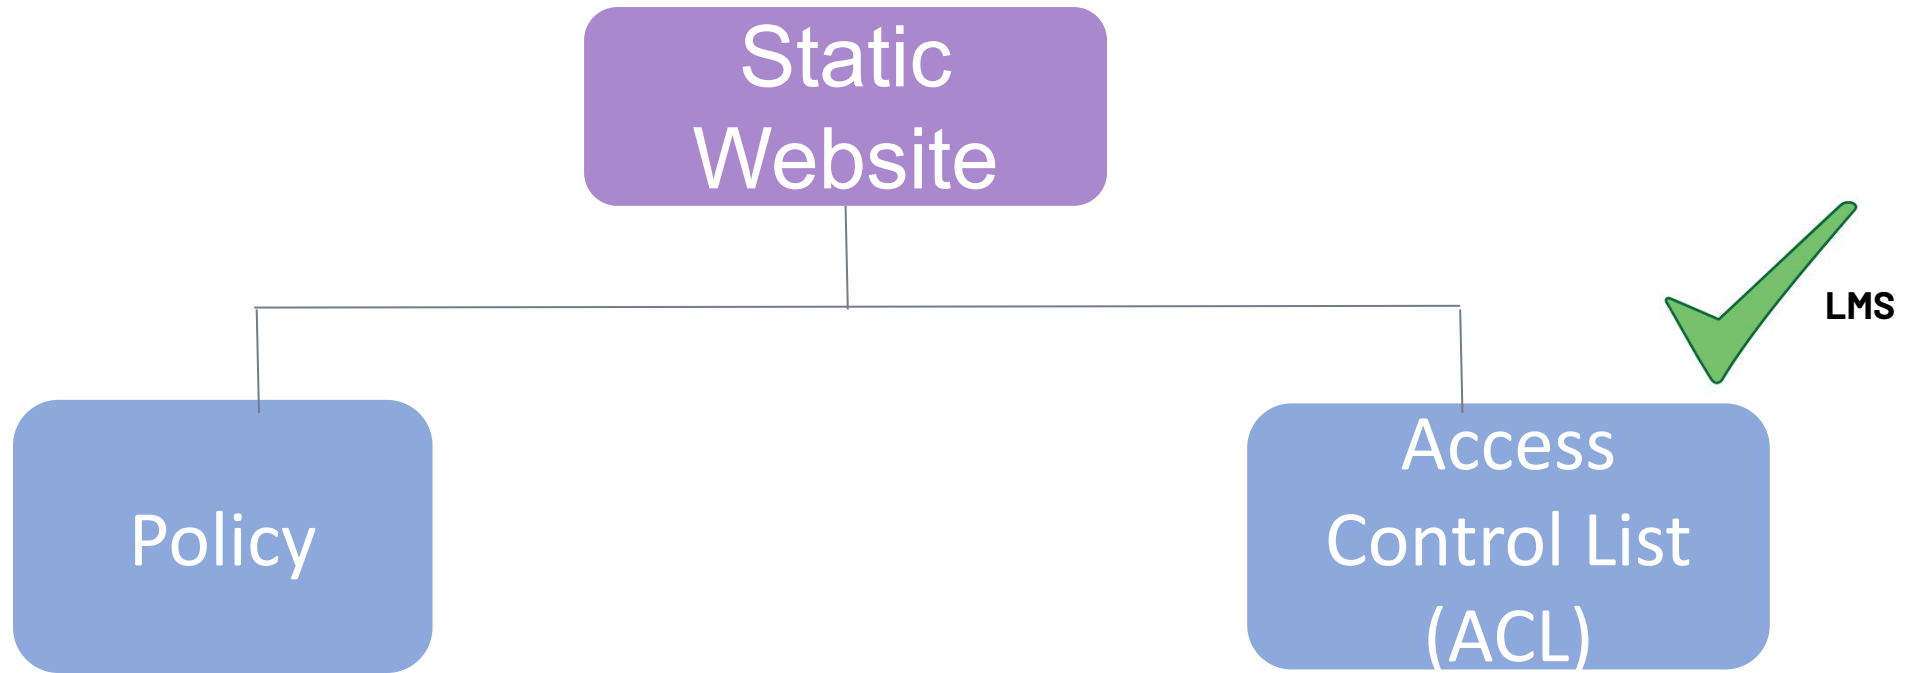 Static
Website
LMS
Policy
Access
Control List
(ACL)